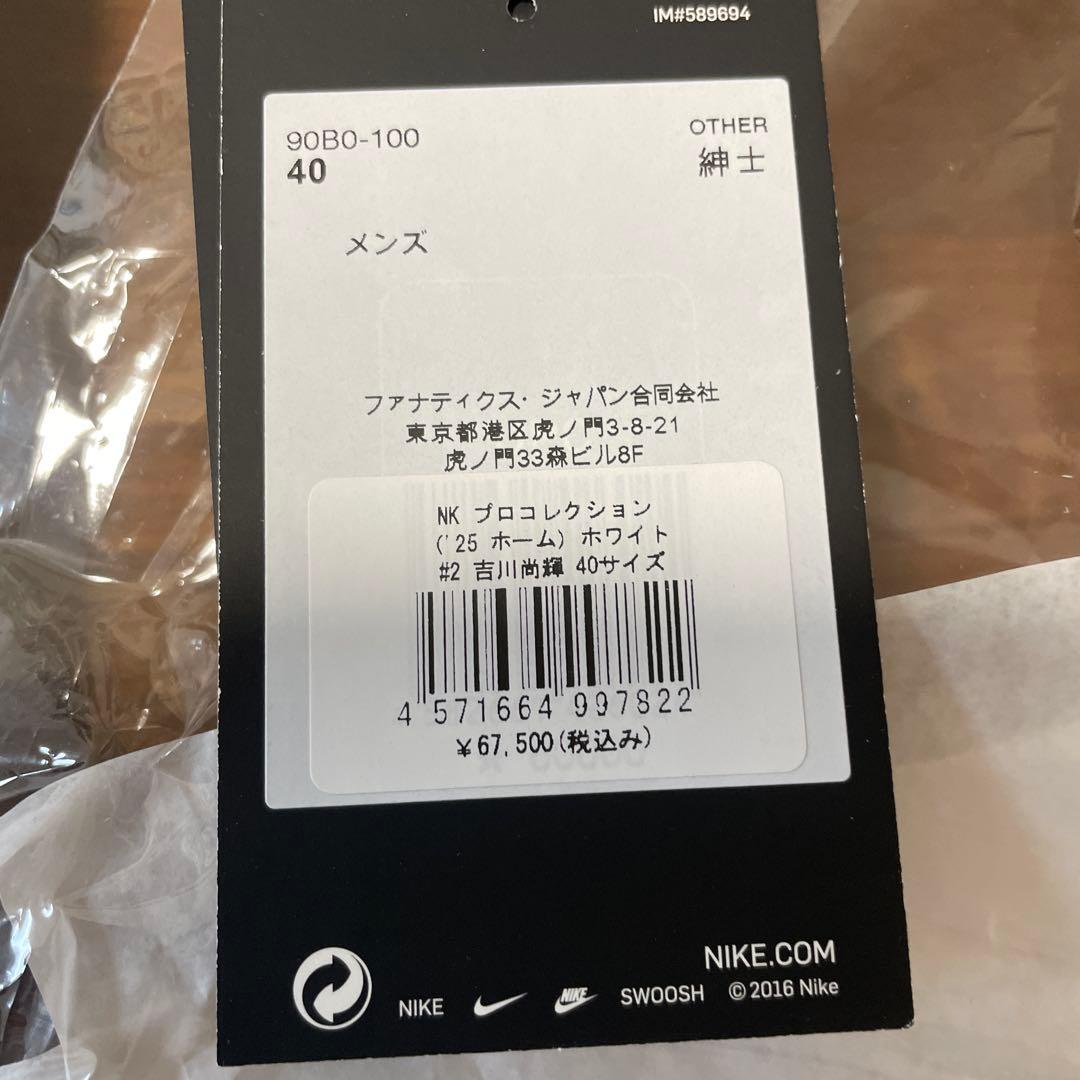 IM#589694
90B0-100
OTHER
40
紳士
メンズ
ファナティクス・ジャパン合同会社
東京都港区虎ノ門3-8-21
虎ノ門33森ビル8F
NK プロコレクション
('25 ホーム) ホワイト
#2 吉川尚輝 40サイズ
4 571664 997822
¥67,500(税込み)
NIKE.COM
NIKE NIKE SWOOSH © 2016 Nike